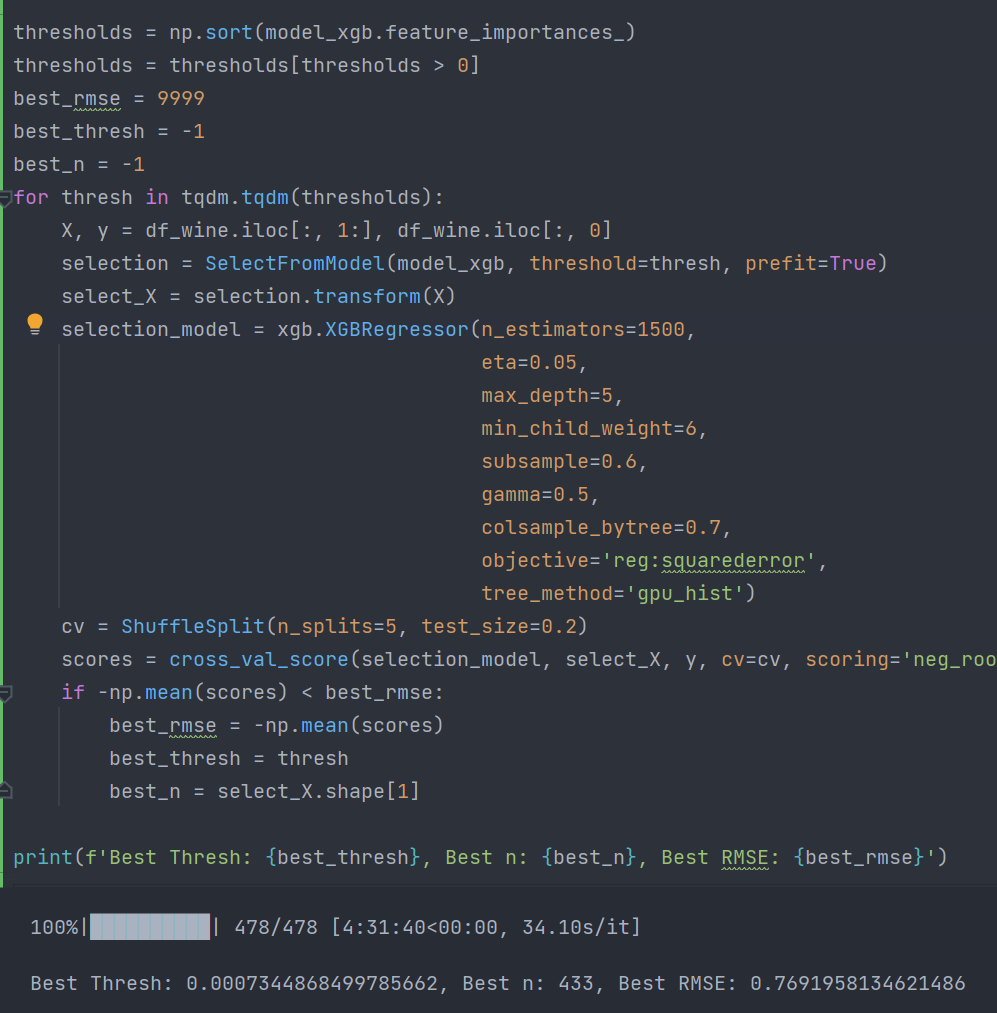 thresholds = np.sort(model_xgb.feature_importances_)
thresholds = thresholds[thresholds > 0]
best_rmse = 9999
best_thresh = -1
best_n = -1
for thresh in tqdm.tqdm(thresholds):
    X, y = df_wine.iloc[:, 1:], df_wine.iloc[:, 0]
    selection = SelectFromModel(model_xgb, threshold=thresh, prefit=True)
    select_X = selection.transform(X)
    selection_model = xgb.XGBRegressor(n_estimators=1500,
                                       eta=0.05,
                                       max_depth=5,
                                       min_child_weight=6,
                                       subsample=0.6,
                                       gamma=0.5,
                                       colsample_bytree=0.7,
                                       objective='reg:squarederror',
                                       tree_method='gpu_hist')
    cv = ShuffleSplit(n_splits=5, test_size=0.2)
    scores = cross_val_score(selection_model, select_X, y, cv=cv, scoring='neg_roo
    if -np.mean(scores) < best_rmse:
        best_rmse = -np.mean(scores)
        best_thresh = thresh
        best_n = select_X.shape[1]
print(f'Best Thresh: {best_thresh}, Best n: {best_n}, Best RMSE: {best_rmse}')
100%|██████████| 478/478 [4:31:40<00:00, 34.10s/it]
Best Thresh: 0.0007344868499785662, Best n: 433, Best RMSE: 0.7691958134621486